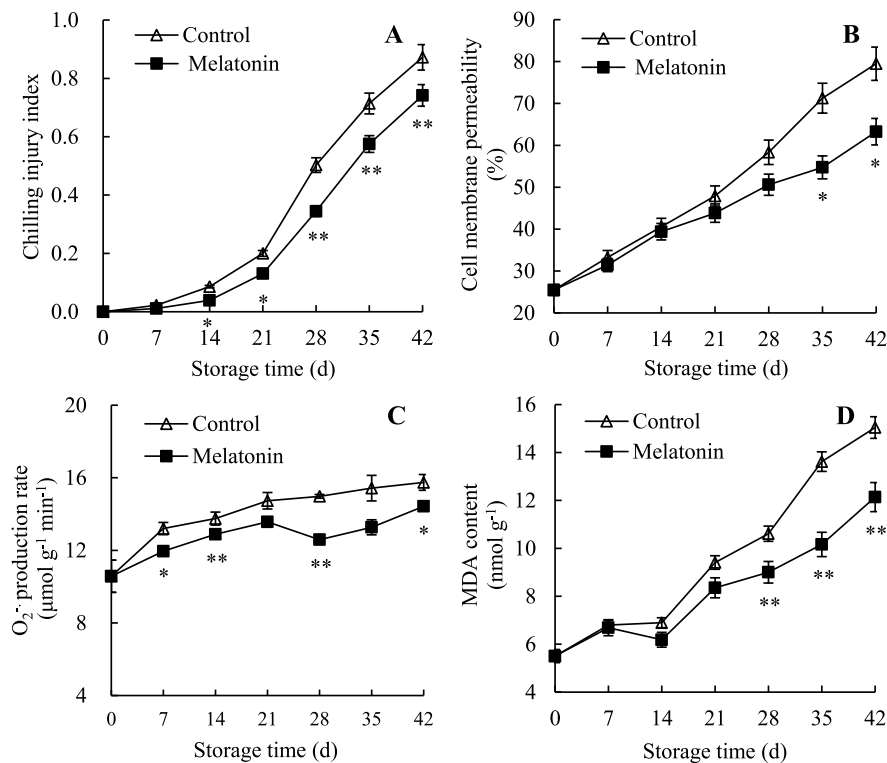 A
Control
Melatonin
Chilling injury index
1.0
0.8
0.6
0.4
0.2
0.0
* * ** ** **
0 7 14 21 28 35 42
Storage time (d)
B
Control
Melatonin
Cell membrane permeability
(%)
90
80
70
60
50
40
30
20
* *
0 7 14 21 28 35 42
Storage time (d)
C
Control
Melatonin
O₂⁻· production rate
(μmol g⁻¹ min⁻¹)
20
16
12
8
4
* ** ** *
0 7 14 21 28 35 42
Storage time (d)
D
Control
Melatonin
MDA content
(nmol g⁻¹)
16
14
12
10
8
6
4
** ** **
0 7 14 21 28 35 42
Storage time (d)